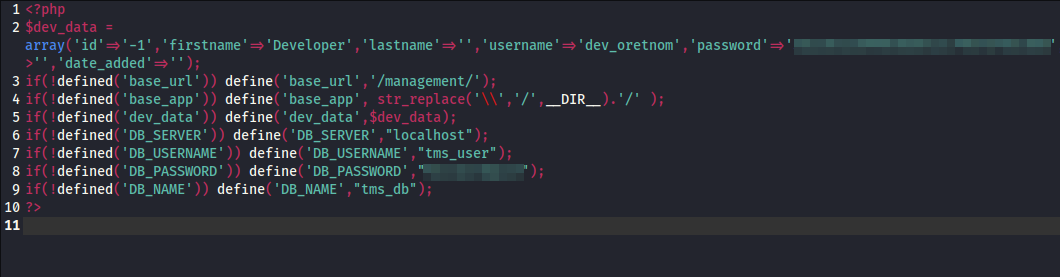 1 <?php
2 $dev_data =
array('id'=>'-1','firstname'=>'Developer','lastname'=>'','username'=>'dev_oretnom','password'=>''
>'','date_added'=>'');
3 if(!defined('base_url')) define('base_url','/management/');
4 if(!defined('base_app')) define('base_app', str_replace('\\','/',__DIR__).'/' );
5 if(!defined('dev_data')) define('dev_data',$dev_data);
6 if(!defined('DB_SERVER')) define('DB_SERVER',"localhost");
7 if(!defined('DB_USERNAME')) define('DB_USERNAME',"tms_user");
8 if(!defined('DB_PASSWORD')) define('DB_PASSWORD',"");
9 if(!defined('DB_NAME')) define('DB_NAME',"tms_db");
10 ?>
11